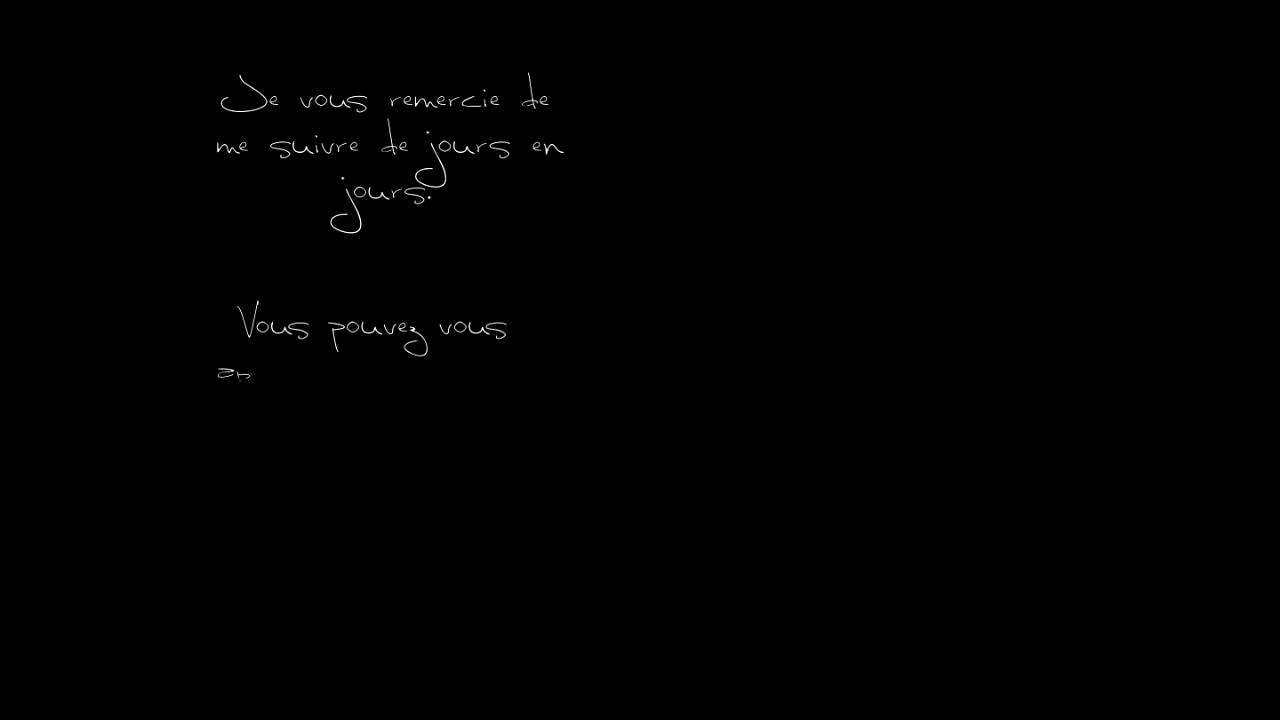 Je vous remercie de
me suivre de jours en
jours.
Vous pouvez vous